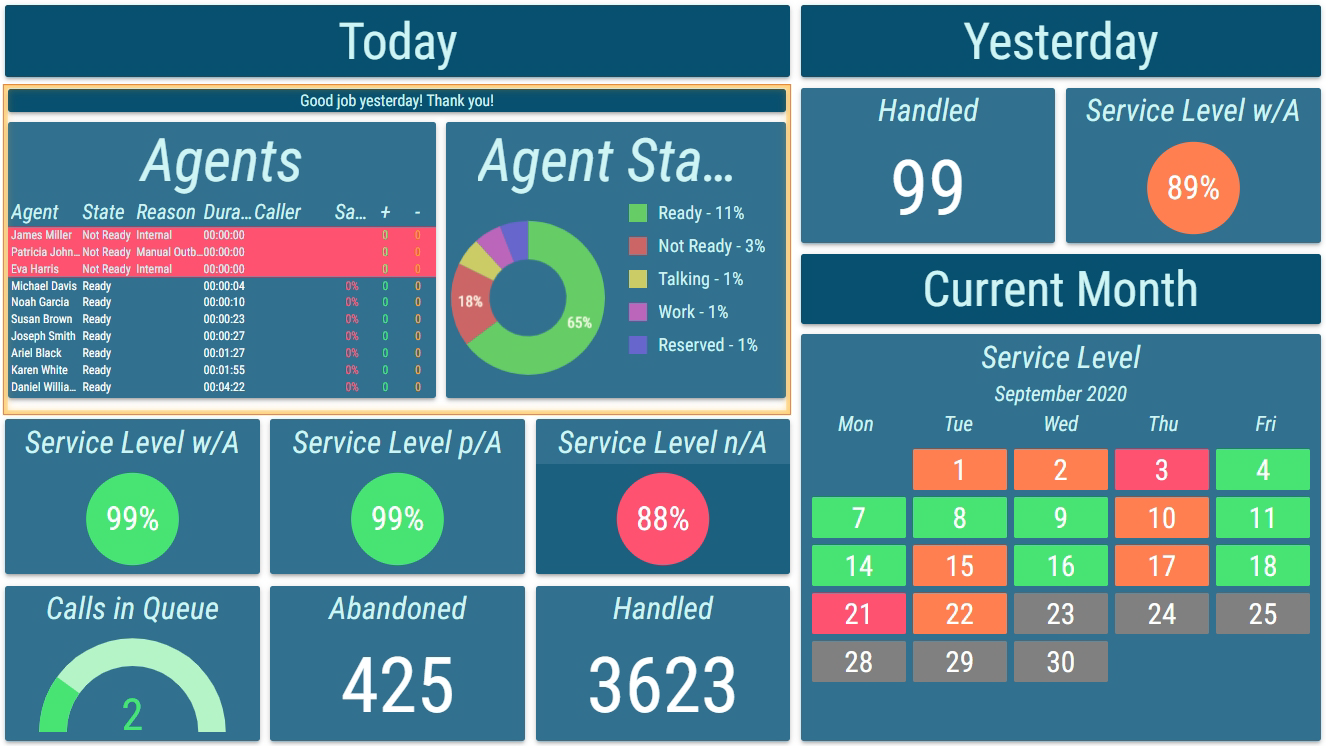 Today
Good job yesterday! Thank you!
Agents
Agent State Reason Dura... Caller Sa... + -
James Miller Not Ready Internal 00:00:00 0 0
Patricia John... Not Ready Manual Outb... 00:00:00 0 0
Eva Harris Not Ready Internal 00:00:00 0 0
Michael Davis Ready 00:00:04 0% 0 0
Noah Garcia Ready 00:00:10 0% 0 0
Susan Brown Ready 00:00:23 0% 0 0
Joseph Smith Ready 00:00:27 0% 0 0
Ariel Black Ready 00:01:27 0% 0 0
Karen White Ready 00:01:55 0% 0 0
Daniel Willia... Ready 00:04:22 0% 0 0
Agent Sta...
18%
65%
Ready - 11%
Not Ready - 3%
Talking - 1%
Work - 1%
Reserved - 1%
Service Level w/A
99%
Service Level p/A
99%
Service Level n/A
88%
Calls in Queue
2
Abandoned
425
Handled
3623
Yesterday
Handled
99
Service Level w/A
89%
Current Month
Service Level
September 2020
Mon Tue Wed Thu Fri
1 2 3 4
7 8 9 10 11
14 15 16 17 18
21 22 23 24 25
28 29 30